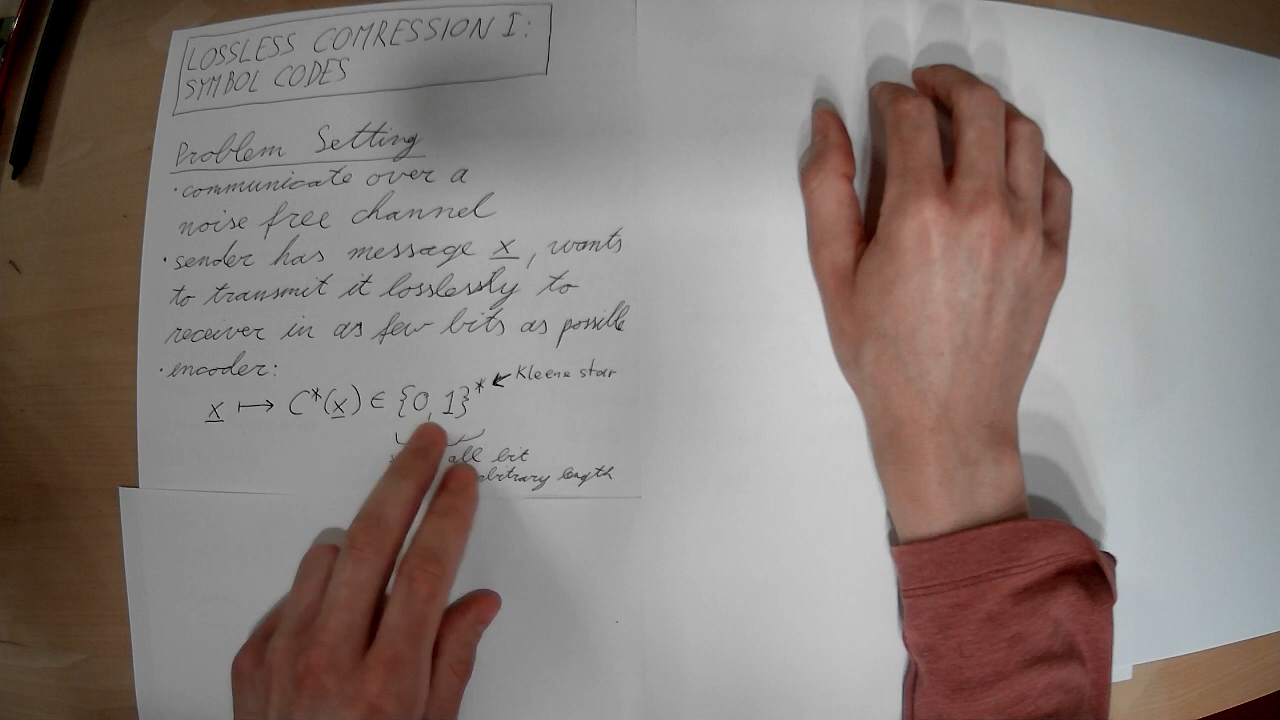 LOSSLESS COMRESSION I:
SYMBOL CODES
Problem Setting
• communicate over a
noise free channel
• sender has message x, wants
to transmit it losslessly to
receiver in as few bits as possible
• encoder:
x ↦ C*(x) ∈ {0,1}* ← Kleene star
all bit
arbitrary length